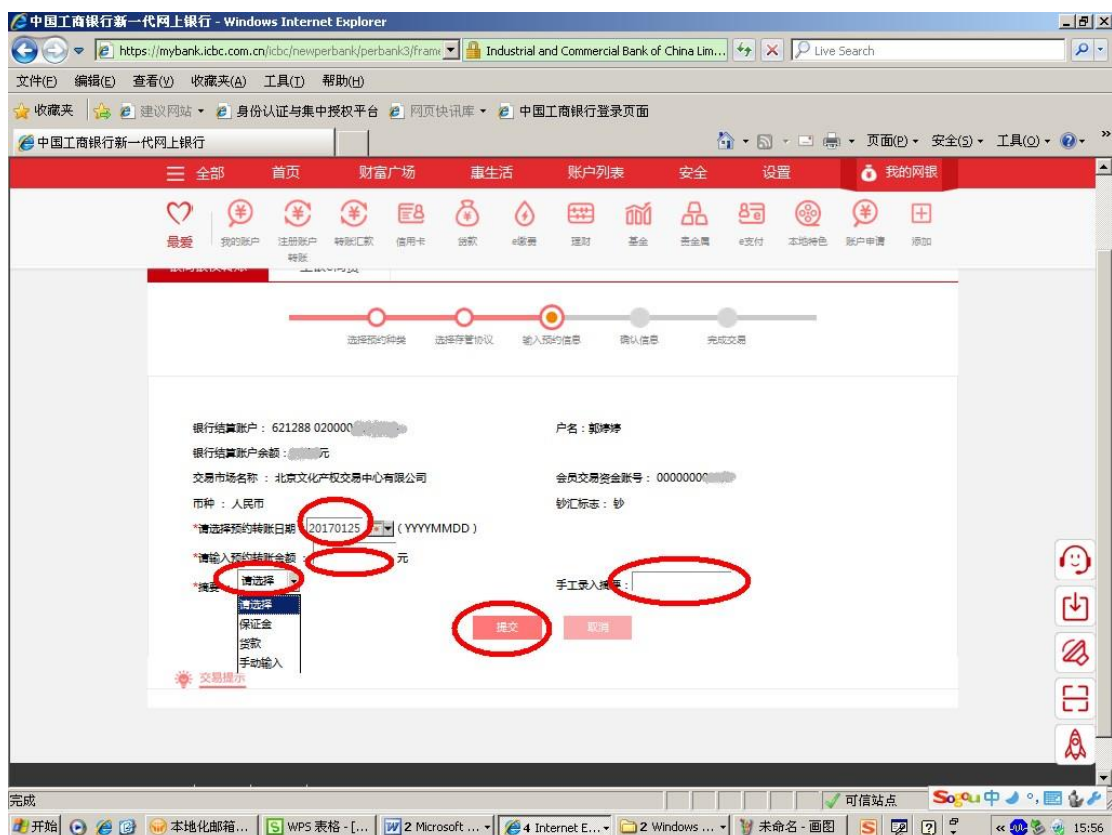 中国工商银行新一代网上银行 - Windows Internet Explorer
https://mybank.icbc.com.cn/icbc/newperbank/perbank3/frame
Industrial and Commercial Bank of China Lim...
Live Search
文件(F) 编辑(E) 查看(V) 收藏夹(A) 工具(T) 帮助(H)
收藏夹 建议网站 身份认证与集中授权平台 网页快讯库 中国工商银行登录页面
中国工商银行新一代网上银行 页面(P) 安全(S) 工具(O) »
全部 首页 财富广场 惠生活 账户列表 安全 设置 我的网银
最爱 我的账户 注册账户转账 转账汇款 信用卡 贷款 e缴费 理财 基金 贵金属 e支付 本地特色 账户申请 添加
选择预约种类 选择存管协议 输入预约信息 确认信息 完成交易
银行结算账户： 621288 020000 户名：郭婷婷
银行结算账户余额： 元
交易市场名称 ：北京文化产权交易中心有限公司 会员交易资金账号： 00000000
币种 ：人民币 钞汇标志：钞
*请选择预约转账日期 20170125 （YYYYMMDD）
*请输入预约转账金额 ： 元
*摘要 请选择 手工录入摘要：
请选择
保证金
货款
手动输入
提交 取消
交易提示
完成 可信站点 Sogou 中
开始 本地化邮箱... WPS 表格 - [... 2 Microsoft ... 4 Internet E... 2 Windows ... 未命名 - 画图 15:56